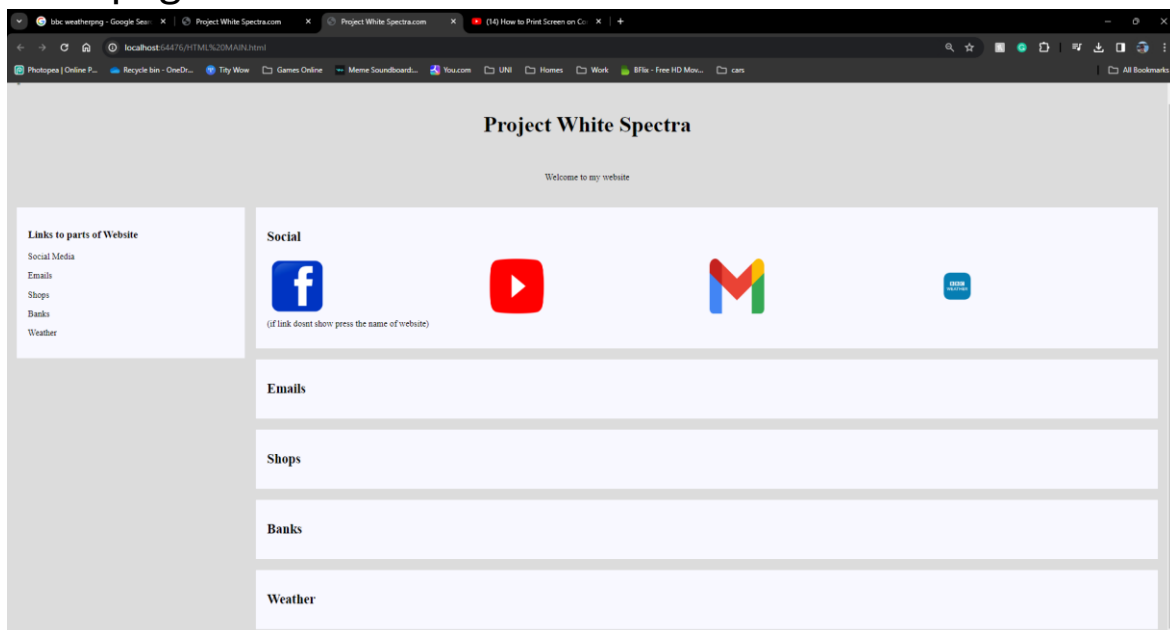 bbc weatherpng - Google Sear
Project White Spectra.com
Project White Spectra.com
(14) How to Print Screen on Co
localhost:64476/HTML%20MAIN.html
Photopea | Online P...
Recycle bin - OneDr...
Tity Wow
Games Online
Meme Soundboard:...
You.com
UNI
Homes
Work
BFlix - Free HD Mov...
cars
All Bookmarks
Project White Spectra
Welcome to my website
Links to parts of Website
Social Media
Emails
Shops
Banks
Weather
Social
f
BBC
WEATHER
(if link dosnt show press the name of website)
Emails
Shops
Banks
Weather